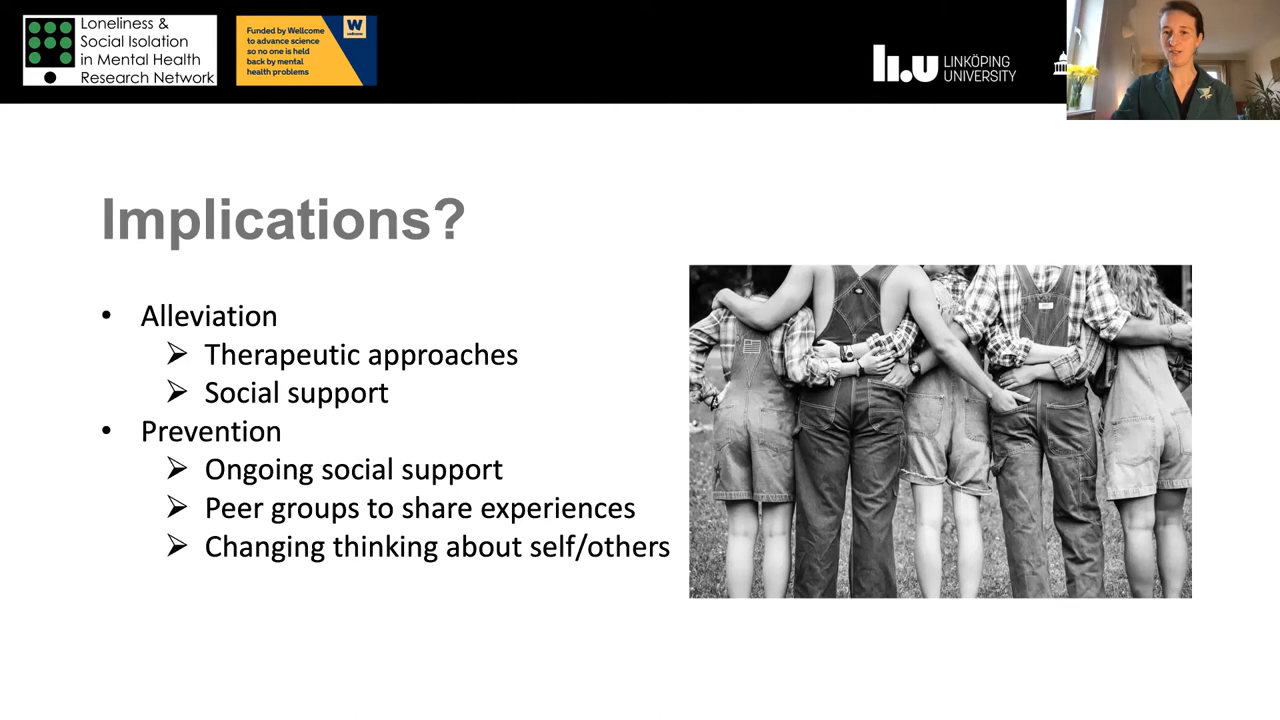 Loneliness &
Social Isolation
in Mental Health
Research Network
Funded by Wellcome
to advance science
so no one is held
back by mental
health problems
W
wellcome
li.u LINKÖPING
UNIVERSITY
Implications?
• Alleviation
➢ Therapeutic approaches
➢ Social support
• Prevention
➢ Ongoing social support
➢ Peer groups to share experiences
➢ Changing thinking about self/others